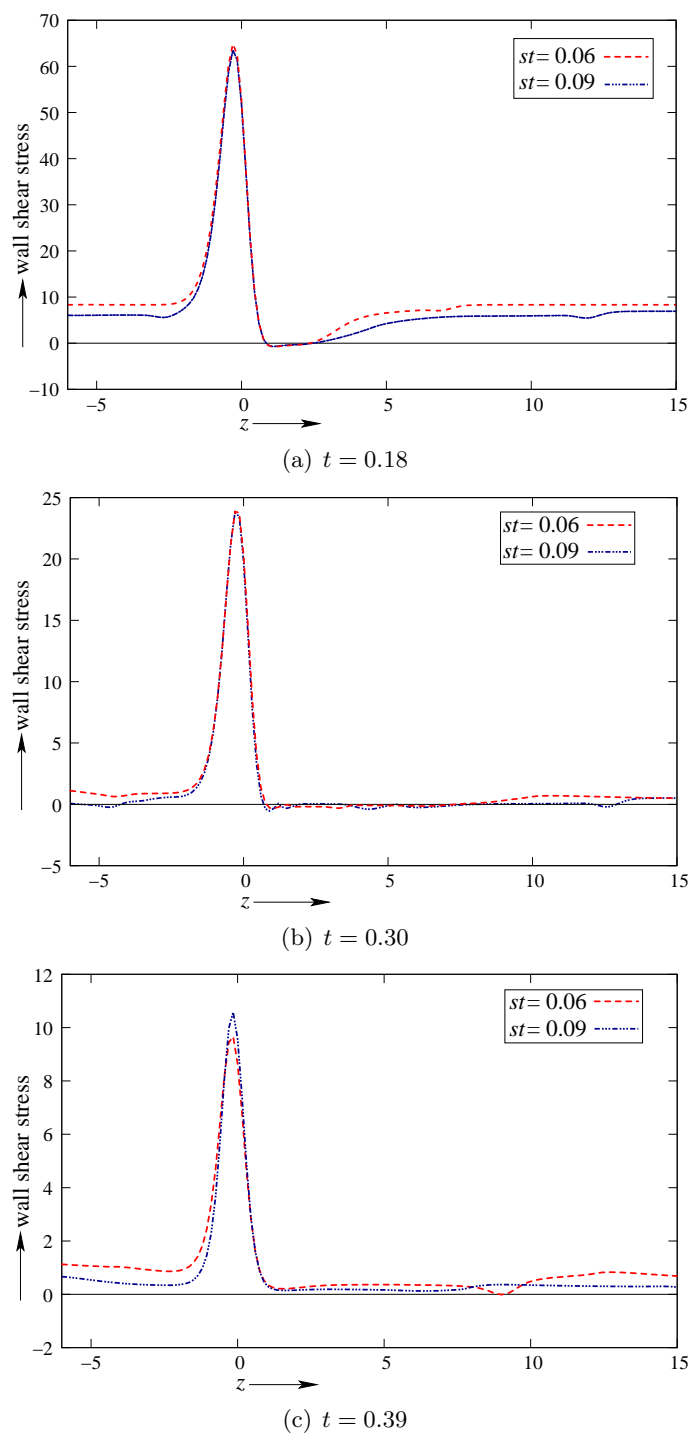 70
60
50
40
30
20
10
0
−10
wall shear stress
st= 0.06
st= 0.09
−5 0 5 10 15
z
(a) t = 0.18
25
20
15
10
5
0
−5
wall shear stress
st= 0.06
st= 0.09
−5 0 5 10 15
z
(b) t = 0.30
12
10
8
6
4
2
0
−2
wall shear stress
st= 0.06
st= 0.09
−5 0 5 10 15
z
(c) t = 0.39